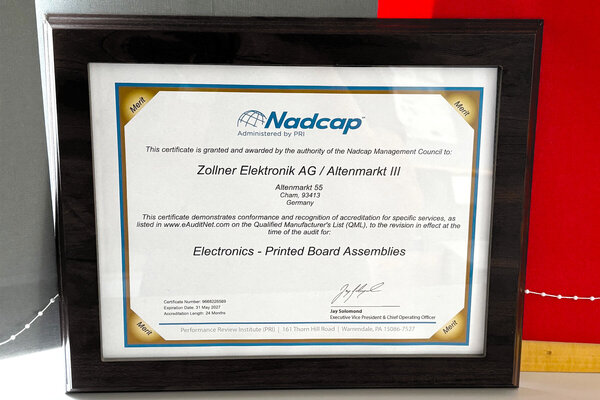 Merit
Merit
Nadcap
Administered by PRI
This certificate is granted and awarded by the authority of the Nadcap Management Council to:
Zollner Elektronik AG / Altenmarkt III
Altenmarkt 55
Cham, 93413
Germany
This certificate demonstrates conformance and recognition of accreditation for specific services, as
listed in www.eAuditNet.com on the Qualified Manufacturer's List (QML), to the revision in effect at the
time of the audit for:
Electronics - Printed Board Assemblies
Certificate Number: 9666226589
Expiration Date: 31 May 2027
Accreditation Length: 24 Months
Jay Solomond
Executive Vice President & Chief Operating Officer
Merit
Merit
Performance Review Institute (PRI) | 161 Thorn Hill Road | Warrendale, PA 15086-7527